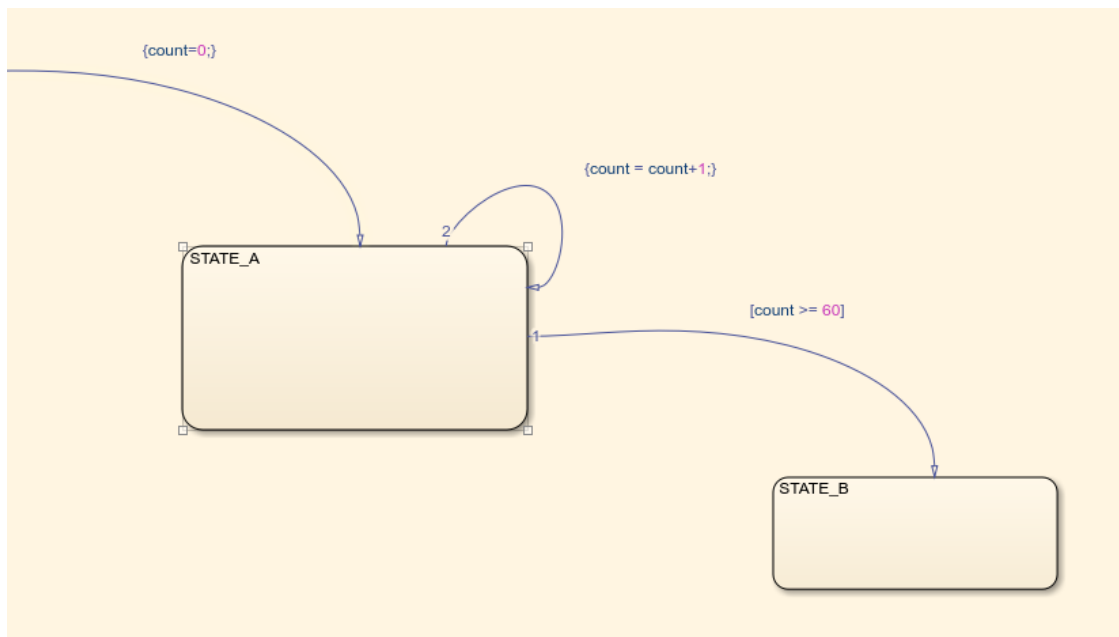 {count=0;}
{count = count+1;}
2
STATE_A
[count >= 60]
1
STATE_B